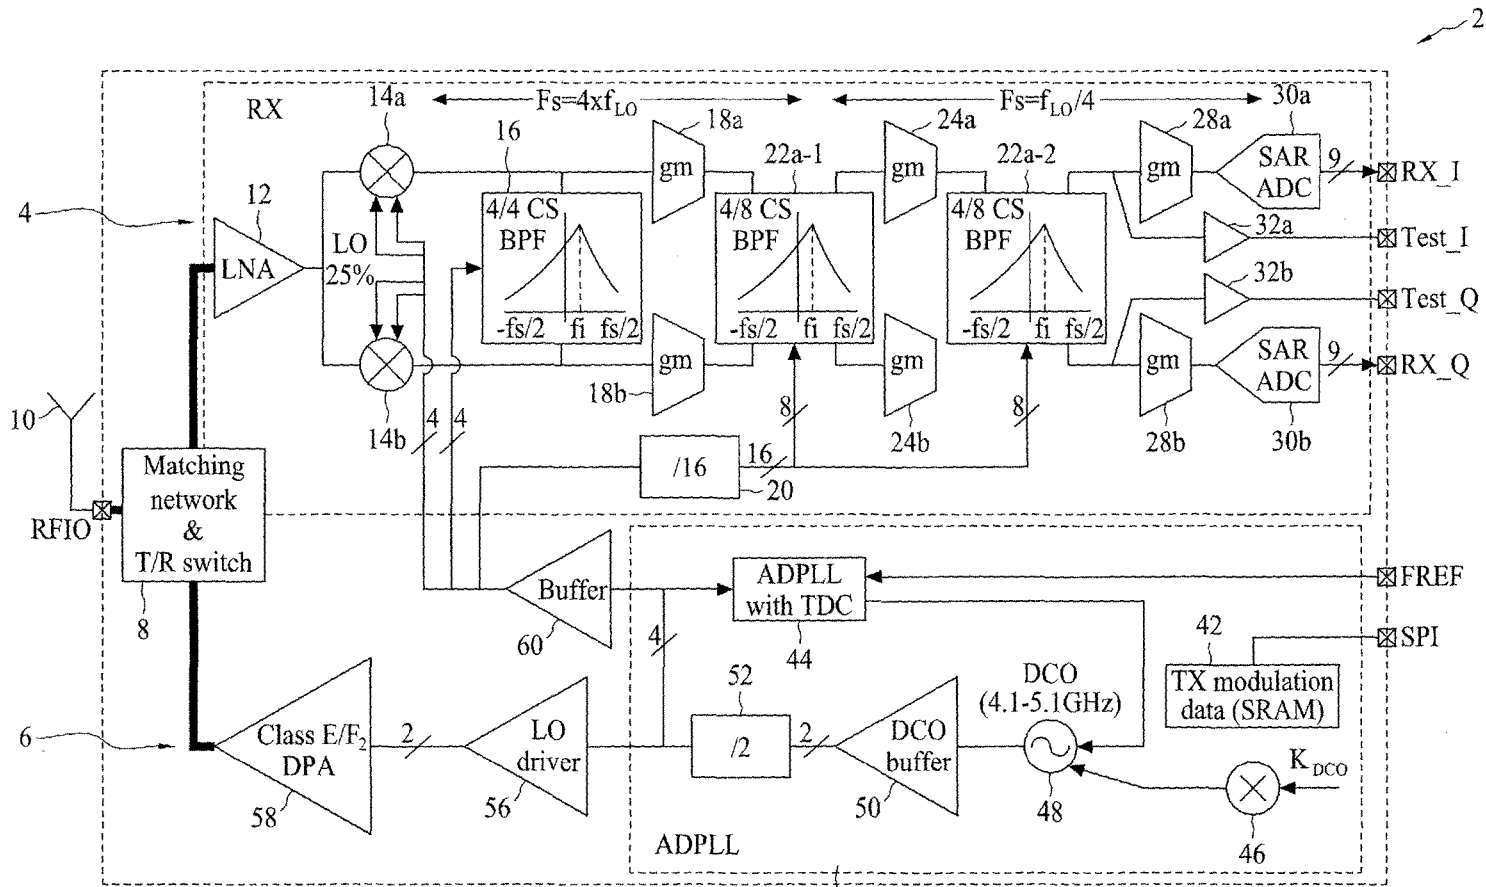 2
RX
14a
Fs=4xfLO
Fs=fLO/4
16
18a
22a-1
24a
22a-2
28a
30a
gm
gm
gm
SAR
ADC
9
RX_I
4
12
LNA
LO
25%
4/4 CS
BPF
-fs/2 fi fs/2
4/8 CS
BPF
-fs/2 fi fs/2
4/8 CS
BPF
-fs/2 fi fs/2
32a
Test_I
32b
Test_Q
gm
gm
gm
SAR
ADC
9
RX_Q
14b
4
4
18b
8
24b
8
28b
30b
10
RFIO
Matching
network
&
T/R switch
8
/16
16
20
Buffer
60
ADPLL
with TDC
44
FREF
4
42
SPI
TX modulation
data (SRAM)
DCO
(4.1-5.1GHz)
52
6
Class E/F2
DPA
58
2
LO
driver
56
/2
2
DCO
buffer
50
48
KDCO
46
ADPLL